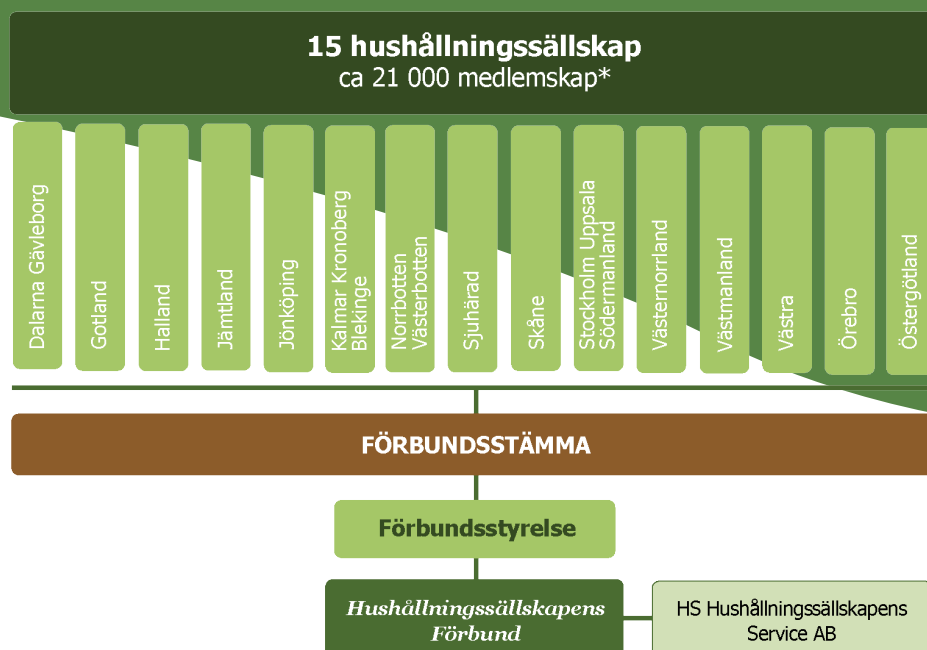 15 hushållningssällskap
ca 21 000 medlemskap*
Dalarna Gävleborg
Gotland
Halland
Jämtland
Jönköping
Kalmar Kronoberg
Blekinge
Norrbotten
Västerbotten
Sjuhärad
Skåne
Stockholm Uppsala
Södermanland
Västernorrland
Västmanland
Västra
Örebro
Östergötland
FÖRBUNDSSTÄMMA
Förbundsstyrelse
Hushållningssällskapens
Förbund
HS Hushållningssällskapens
Service AB